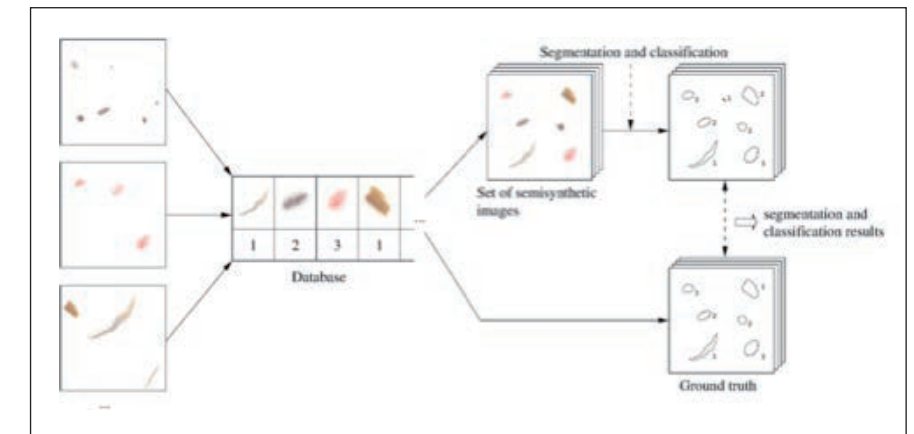 Segmentation and classification
Set of semisynthetic
images
1 2 3 1
...
Database
segmentation and
classification results
Ground truth
...